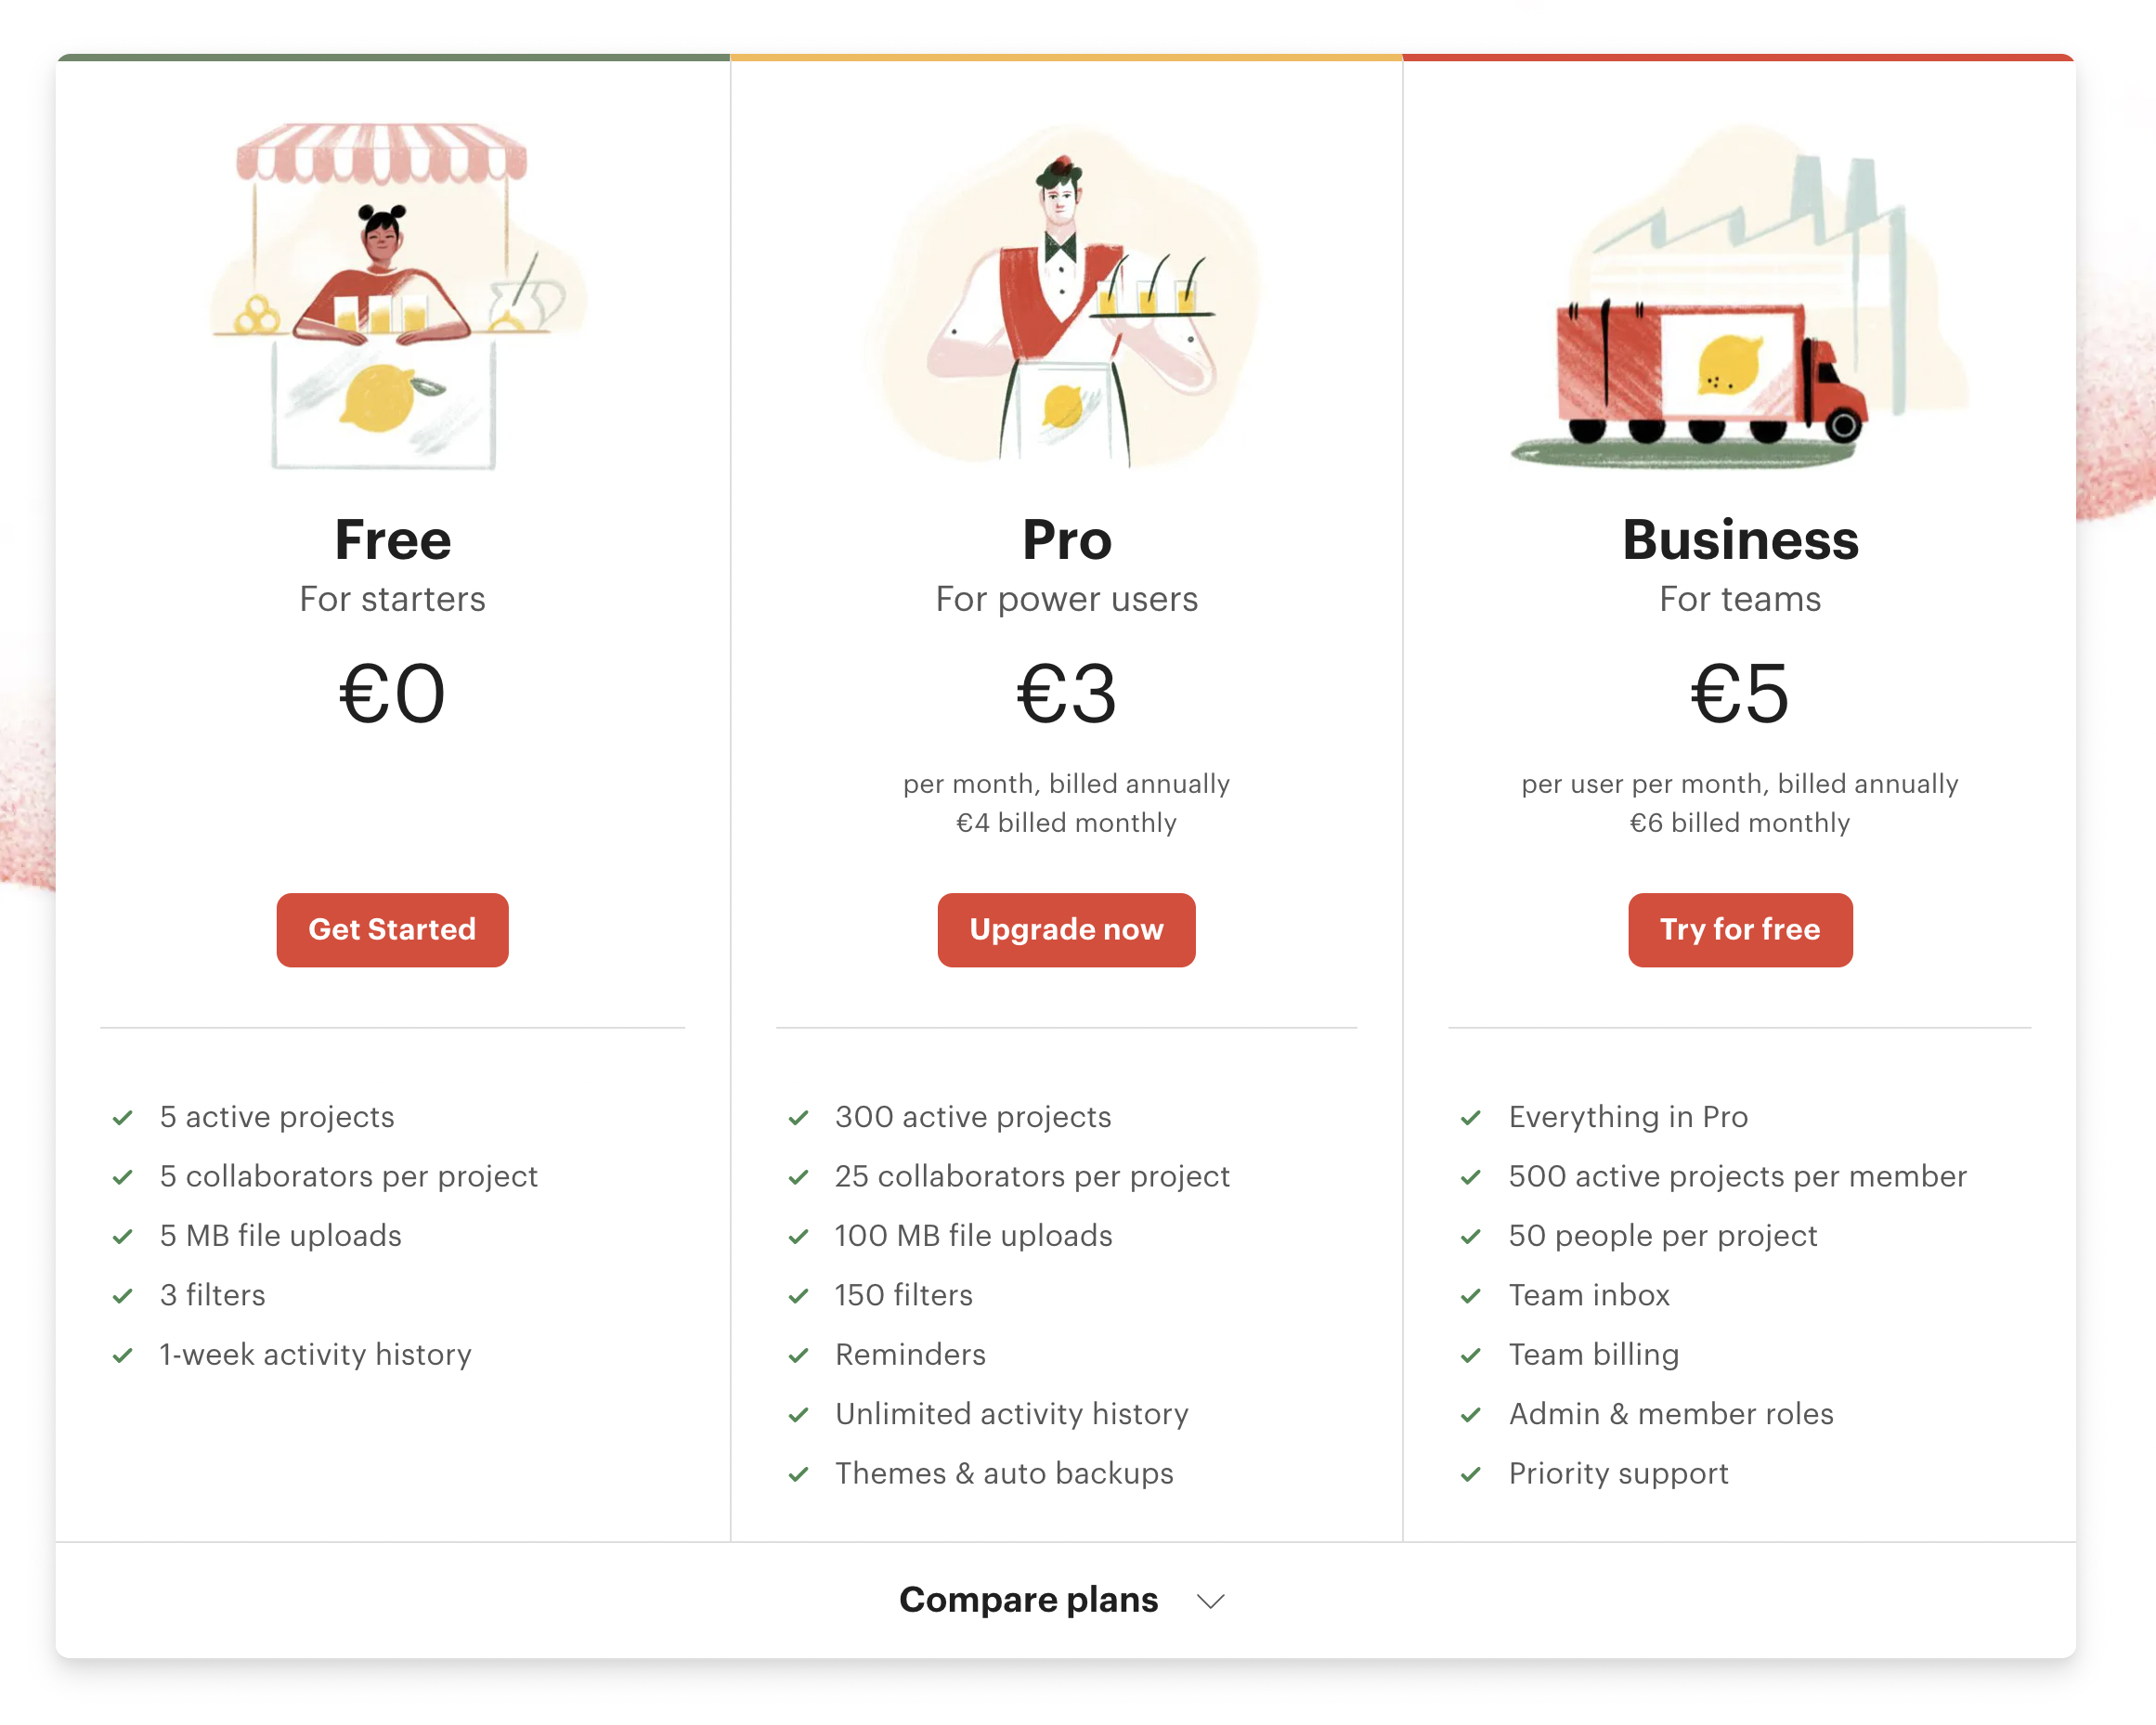 Free
For starters
€0
Get Started
5 active projects
5 collaborators per project
5 MB file uploads
3 filters
1-week activity history
Pro
For power users
€3
per month, billed annually
€4 billed monthly
Upgrade now
300 active projects
25 collaborators per project
100 MB file uploads
150 filters
Reminders
Unlimited activity history
Themes & auto backups
Business
For teams
€5
per user per month, billed annually
€6 billed monthly
Try for free
Everything in Pro
500 active projects per member
50 people per project
Team inbox
Team billing
Admin & member roles
Priority support
Compare plans